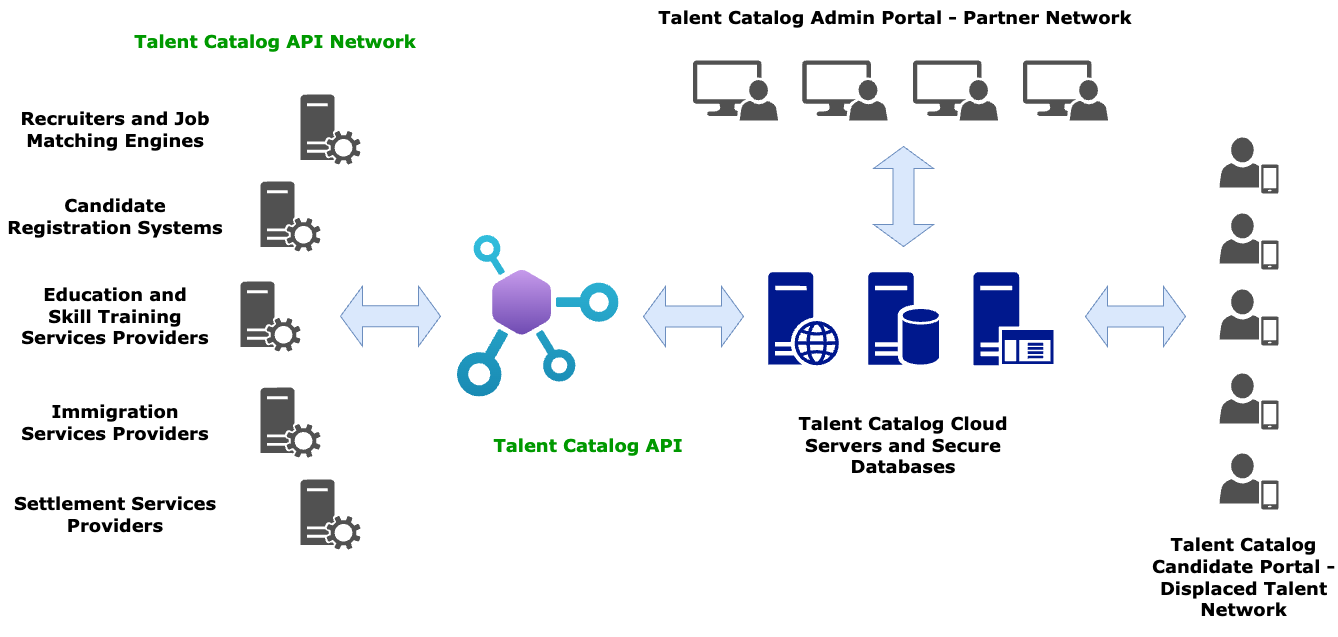 Talent Catalog Admin Portal - Partner Network
Talent Catalog API Network
Recruiters and Job
Matching Engines
Candidate
Registration Systems
Education and
Skill Training
Services Providers
Immigration
Services Providers
Settlement Services
Providers
Talent Catalog API
Talent Catalog Cloud
Servers and Secure
Databases
Talent Catalog
Candidate Portal -
Displaced Talent
Network